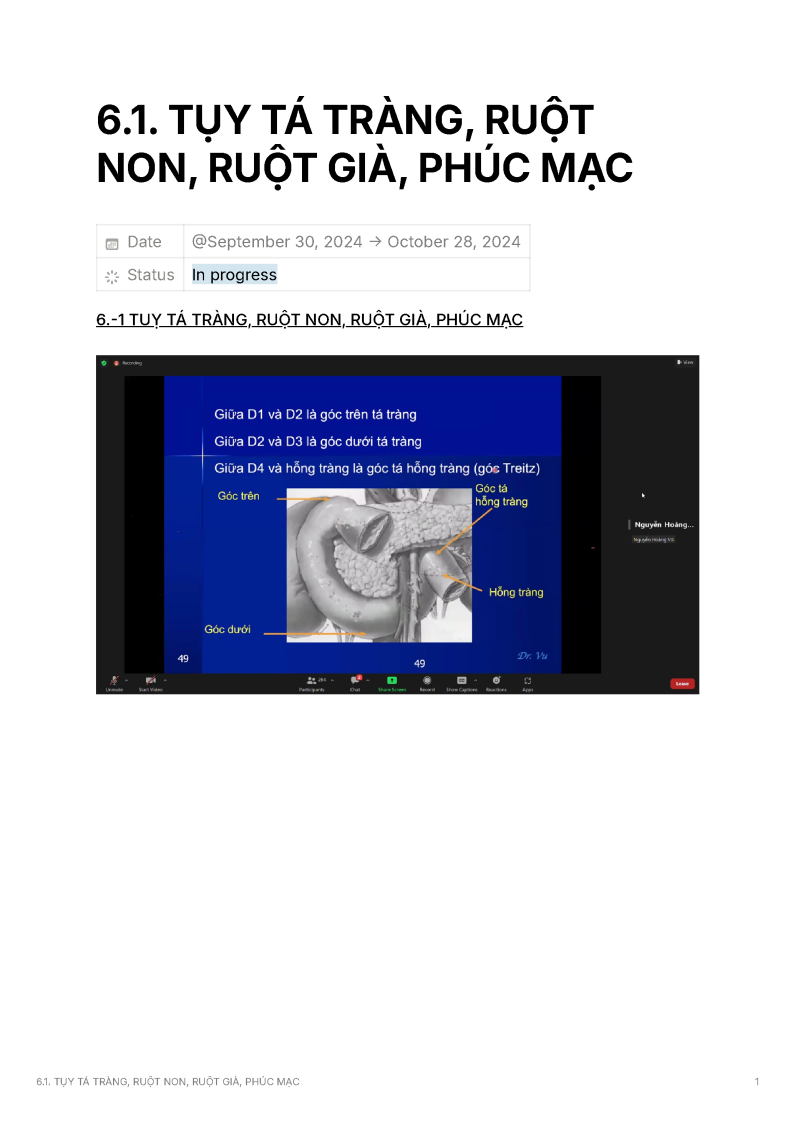 6.1. TỤY TÁ TRÀNG, RUỘT
NON, RUỘT GIÀ, PHÚC MẠC
Date @September 30, 2024 → October 28, 2024
Status In progress
6.-1 TUỴ TÁ TRÀNG, RUỘT NON, RUỘT GIÀ, PHÚC MẠC
Recording
View
Giữa D1 và D2 là góc trên tá tràng
Giữa D2 và D3 là góc dưới tá tràng
Giữa D4 và hỗng tràng là góc tá hỗng tràng (góc Treitz)
Góc trên
Góc tá
hỗng tràng
Nguyễn Hoàng...
Nguyễn Hoàng Vũ
Hỗng tràng
Góc dưới
49
49
Dr. Vu
Unmute
Start Video
Participants
284
Chat
Share Screen
Record
Show Captions
Reactions
Apps
Leave
6.1. TỤY TÁ TRÀNG, RUỘT NON, RUỘT GIÀ, PHÚC MẠC
1